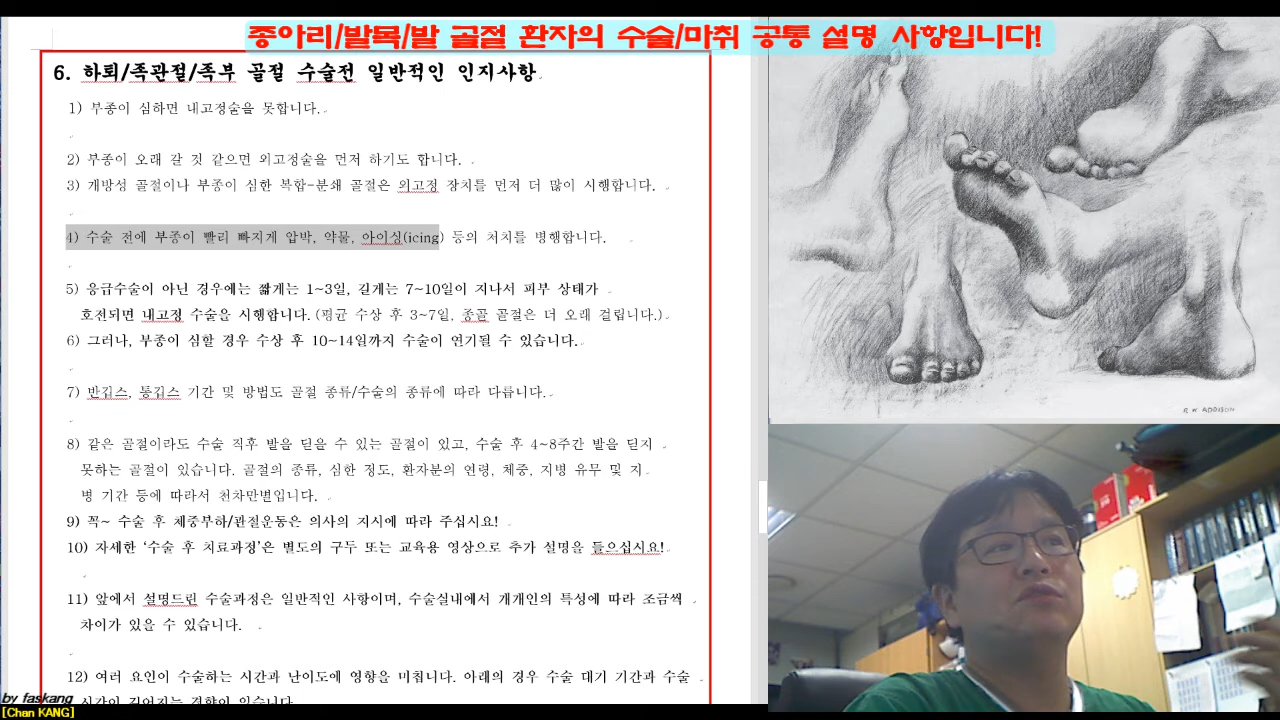 종아리/발목/발 골절 환자의 수술/마취 공통 설명 사항입니다!
6. 하퇴/족관절/족부 골절 수술전 일반적인 인지사항
1) 부종이 심하면 내고정술을 못합니다.
2) 부종이 오래 갈 것 같으면 외고정술을 먼저 하기도 합니다.
3) 개방성 골절이나 부종이 심한 복합-분쇄 골절은 외고정 장치를 먼저 더 많이 시행합니다.
4) 수술 전에 부종이 빨리 빠지게 압박, 약물, 아이싱(icing) 등의 처치를 병행합니다.
5) 응급수술이 아닌 경우에는 짧게는 1~3일, 길게는 7~10일이 지나서 피부 상태가
호전되면 내고정 수술을 시행합니다. (평균 수상 후 3~7일, 종골 골절은 더 오래 걸립니다.)
6) 그러나, 부종이 심할 경우 수상 후 10~14일까지 수술이 연기될 수 있습니다.
7) 반깁스, 통깁스 기간 및 방법도 골절 종류/수술의 종류에 따라 다릅니다.
8) 같은 골절이라도 수술 직후 발을 딛을 수 있는 골절이 있고, 수술 후 4~8주간 발을 딛지
못하는 골절이 있습니다. 골절의 종류, 심한 정도, 환자분의 연령, 체중, 지병 유무 및 지
병 기간 등에 따라서 천차만별입니다.
9) 꼭~ 수술 후 체중부하/관절운동은 의사의 지시에 따라 주십시요!
10) 자세한 '수술 후 치료과정'은 별도의 구두 또는 교육용 영상으로 추가 설명을 들으십시요!
11) 앞에서 설명드린 수술과정은 일반적인 사항이며, 수술실내에서 개개인의 특성에 따라 조금씩
차이가 있을 수 있습니다.
12) 여러 요인이 수술하는 시간과 난이도에 영향을 미칩니다. 아래의 경우 수술 대기 기간과 수술
시간이 길어지는 경향이 있습니다.
by faskang
[Chan KANG]
R W ADDISON